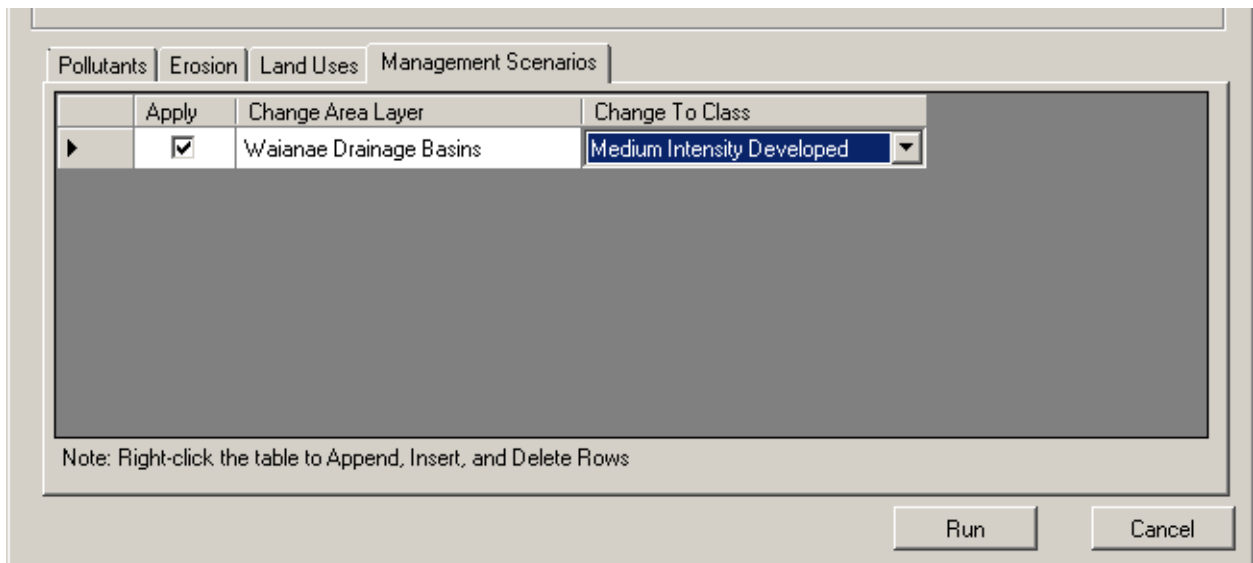 Pollutants Erosion Land Uses Management Scenarios
Apply Change Area Layer Change To Class
Waianae Drainage Basins Medium Intensity Developed
Note: Right-click the table to Append, Insert, and Delete Rows
Run Cancel